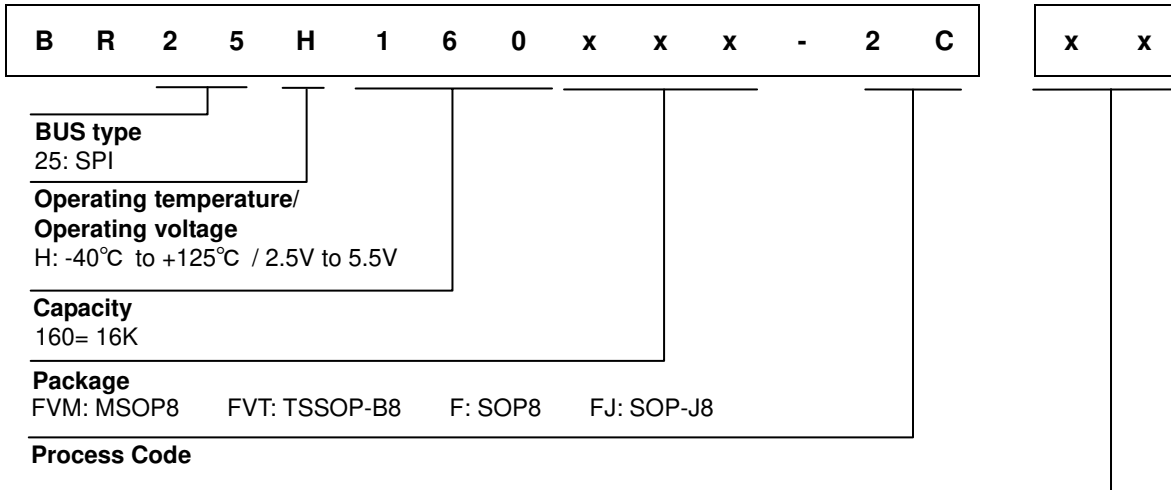 B R 2 5 H 1 6 0 x x x - 2 C x x
BUS type
25: SPI
Operating temperature/
Operating voltage
H: -40℃ to +125℃ / 2.5V to 5.5V
Capacity
160= 16K
Package
FVM: MSOP8 FVT: TSSOP-B8 F: SOP8 FJ: SOP-J8
Process Code